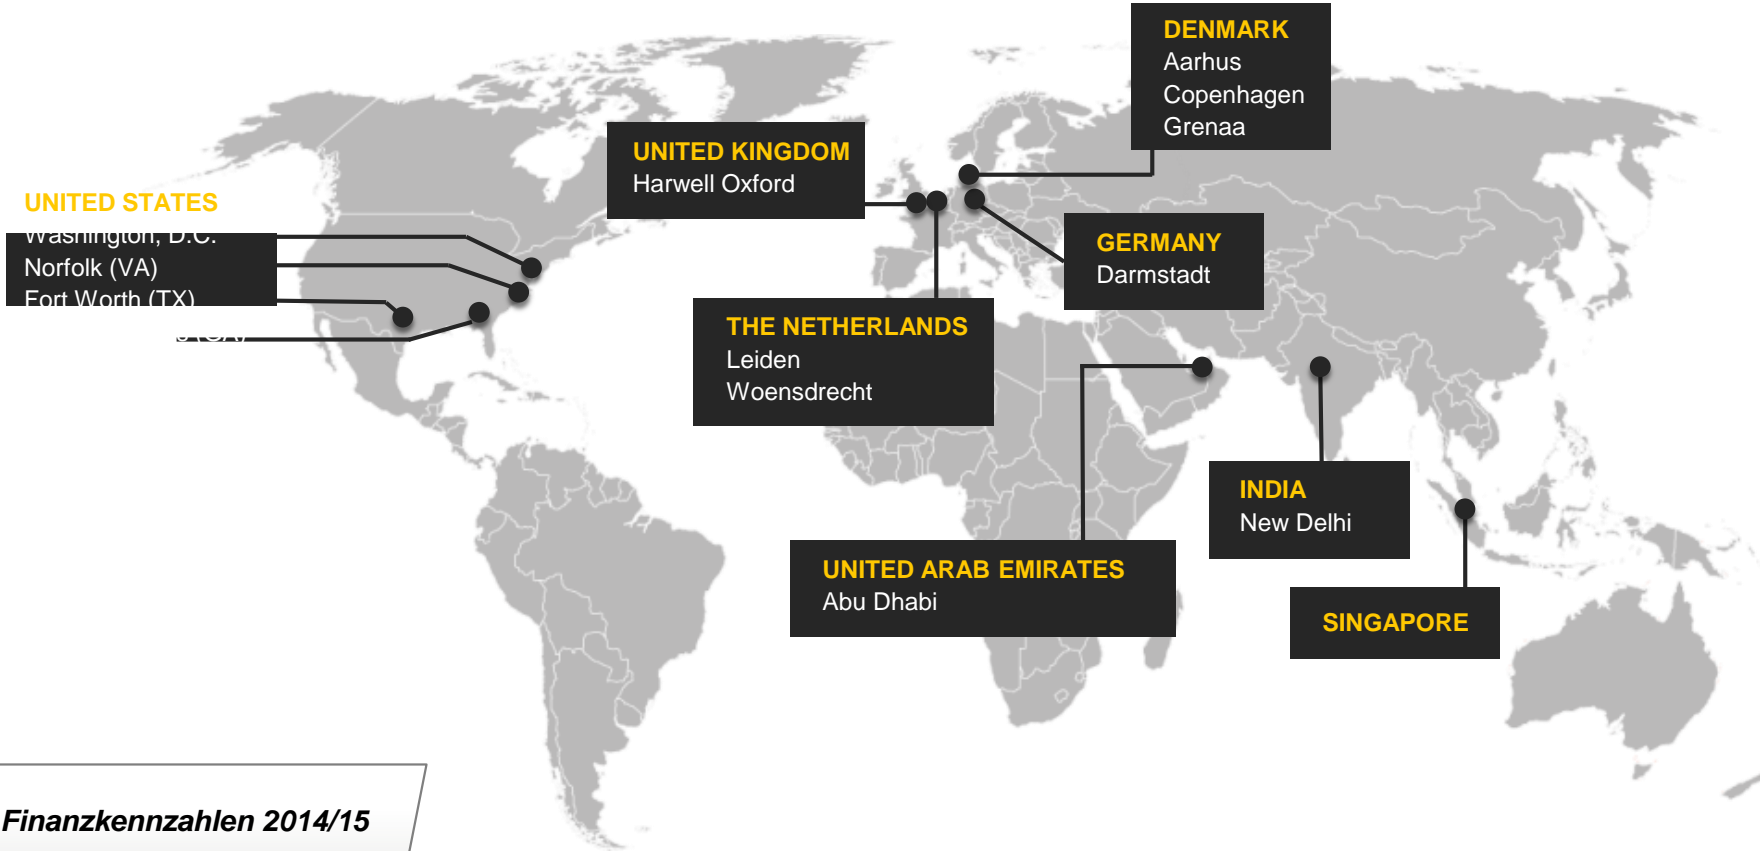 DENMARK
Aarhus
Copenhagen
Grenaa
UNITED KINGDOM
Harwell Oxford
UNITED STATES
Washington, D.C.
Norfolk (VA)
Fort Worth (TX)
GERMANY
Darmstadt
THE NETHERLANDS
Leiden
Woensdrecht
INDIA
New Delhi
UNITED ARAB EMIRATES
Abu Dhabi
SINGAPORE
Finanzkennzahlen 2014/15